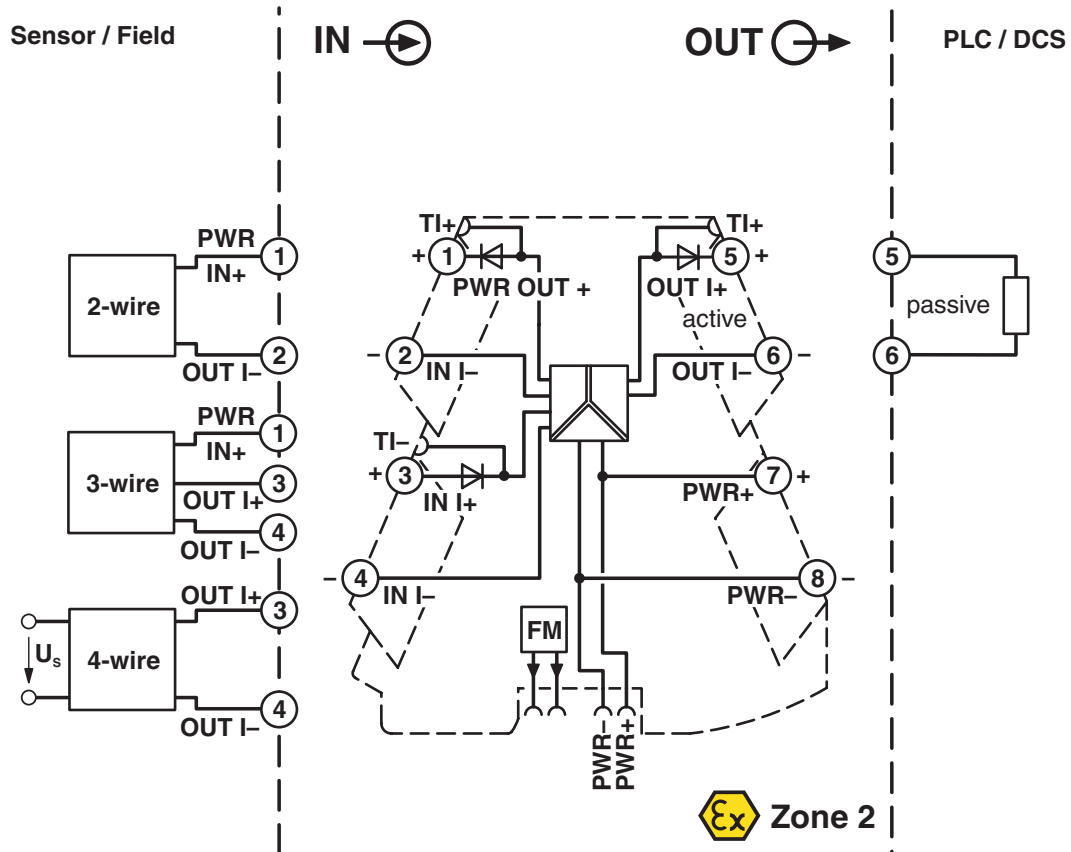 Sensor / Field
IN
OUT
PLC / DCS
PWR
1
IN+
2-wire
2
OUT I–
PWR
1
IN+
3-wire
3
OUT I+
4
OUT I–
OUT I+
3
Us
4-wire
4
OUT I–
TI+
+ 1
PWR OUT +
– 2
IN I–
TI–
+ 3
IN I+
– 4
IN I–
FM
PWR–
PWR+
TI+
5 +
OUT I+
active
6 –
OUT I–
7 +
PWR+
8 –
PWR–
5
passive
6
Ex Zone 2